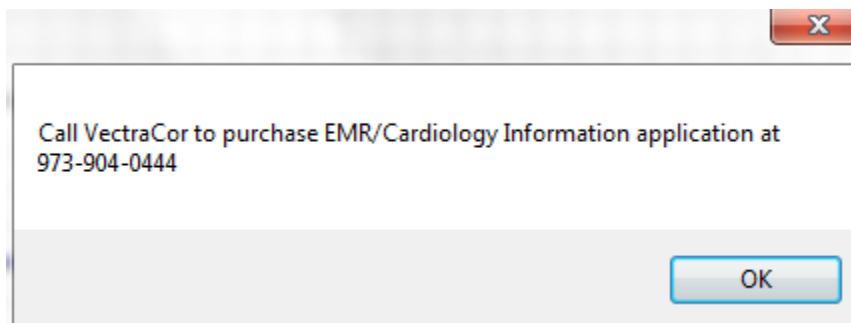 Call VectraCor to purchase EMR/Cardiology Information application at
973-904-0444
OK